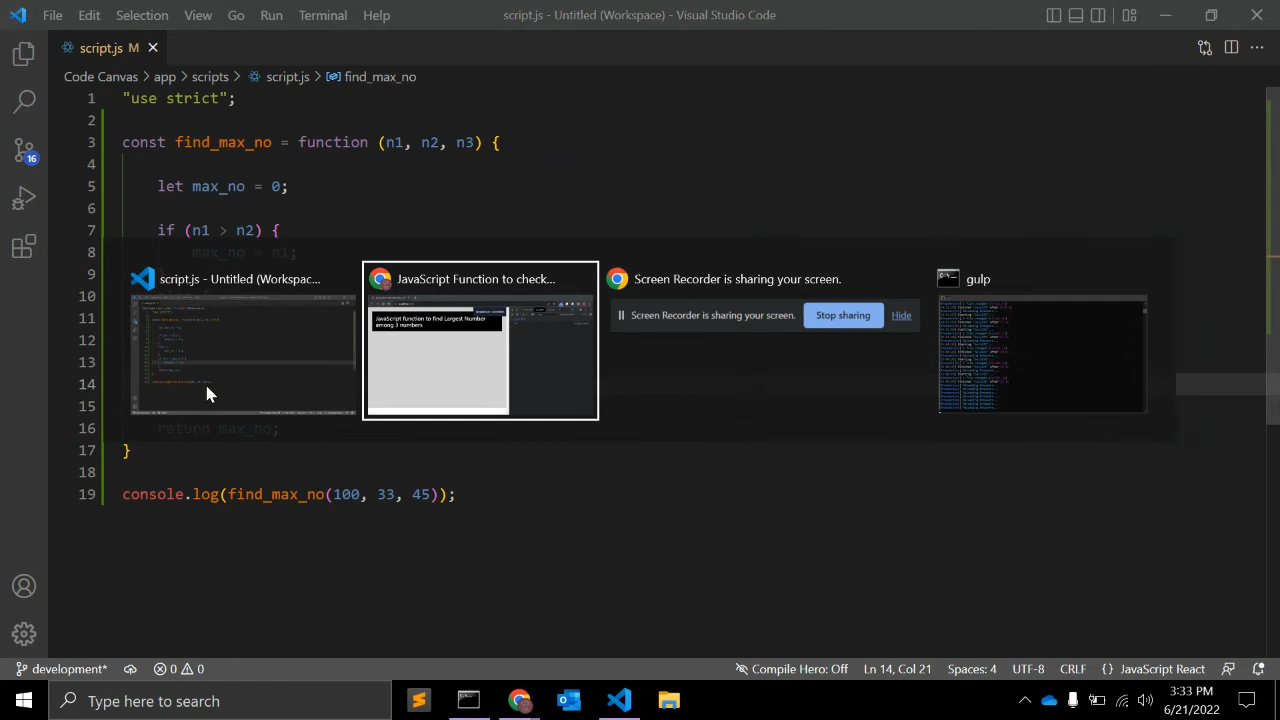 File Edit Selection View Go Run Terminal Help
script.js - Untitled (Workspace) - Visual Studio Code
script.js M
Code Canvas > app > scripts > script.js > find_max_no
1 "use strict";
2
3 const find_max_no = function (n1, n2, n3) {
4
5 let max_no = 0;
6
7 if (n1 > n2) {
8 max_no = n1;
9
script.js - Untitled (Workspac...
JavaScript Function to check...
Screen Recorder is sharing your screen.
gulp
10
11
12
13
14
15
JavaScript function to find Largest Number
among 3 numbers
Screen Recorder is sharing your screen.
Stop sharing
Hide
16 return max_no;
17 }
18
19 console.log(find_max_no(100, 33, 45));
16
development*
0 0
Compile Hero: Off
Ln 14, Col 21
Spaces: 4
UTF-8
CRLF
{} JavaScript React
Type here to search
3:33 PM
6/21/2022